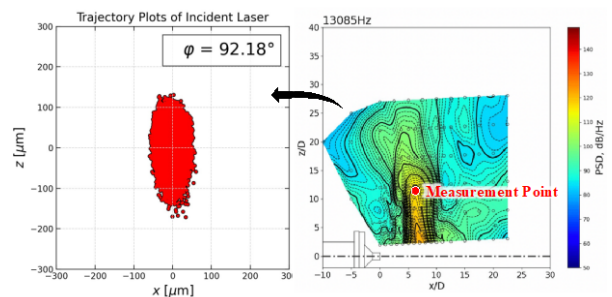 Trajectory Plots of Incident Laser
φ = 92.18°
300
200
100
0
−100
−200
−300
−300 −200 −100 0 100 200 300
z [μm]
x [μm]
13085Hz
40
35
30
25
20
15
10
5
0
−10 −5 0 5 10 15 20 25 30
z/D
x/D
Measurement Point
140
130
120
110
100
90
80
70
60
50
PSD, dB/Hz